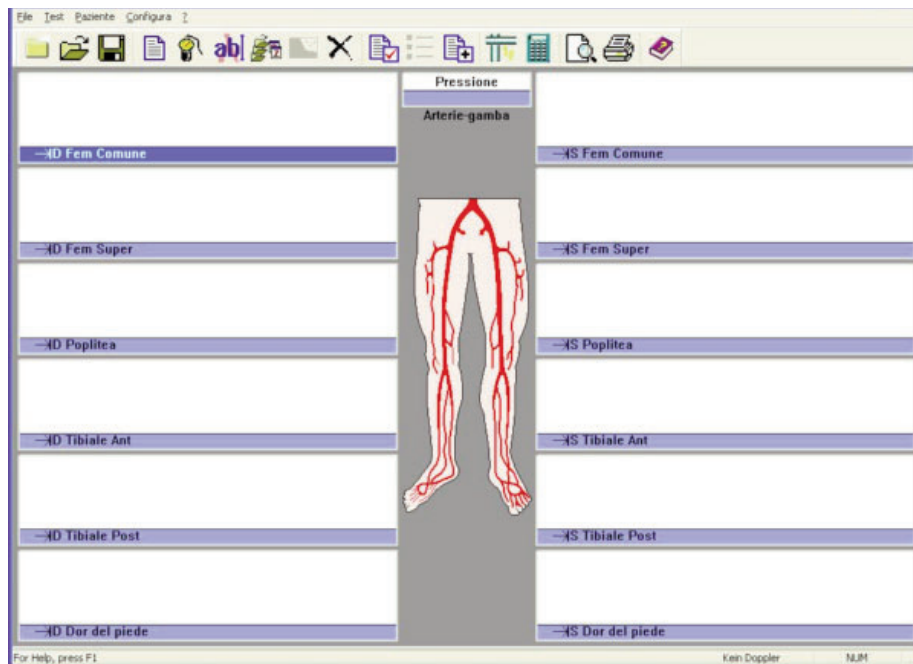 File Test Paziente Configura ?
ab
Pressione
Arterie-gamba
D Fem Comune
S Fem Comune
D Fem Super
S Fem Super
D Poplitea
S Poplitea
D Tibiale Ant
S Tibiale Ant
D Tibiale Post
S Tibiale Post
D Dor del piede
S Dor del piede
For Help, press F1
Kein Doppler
NUM